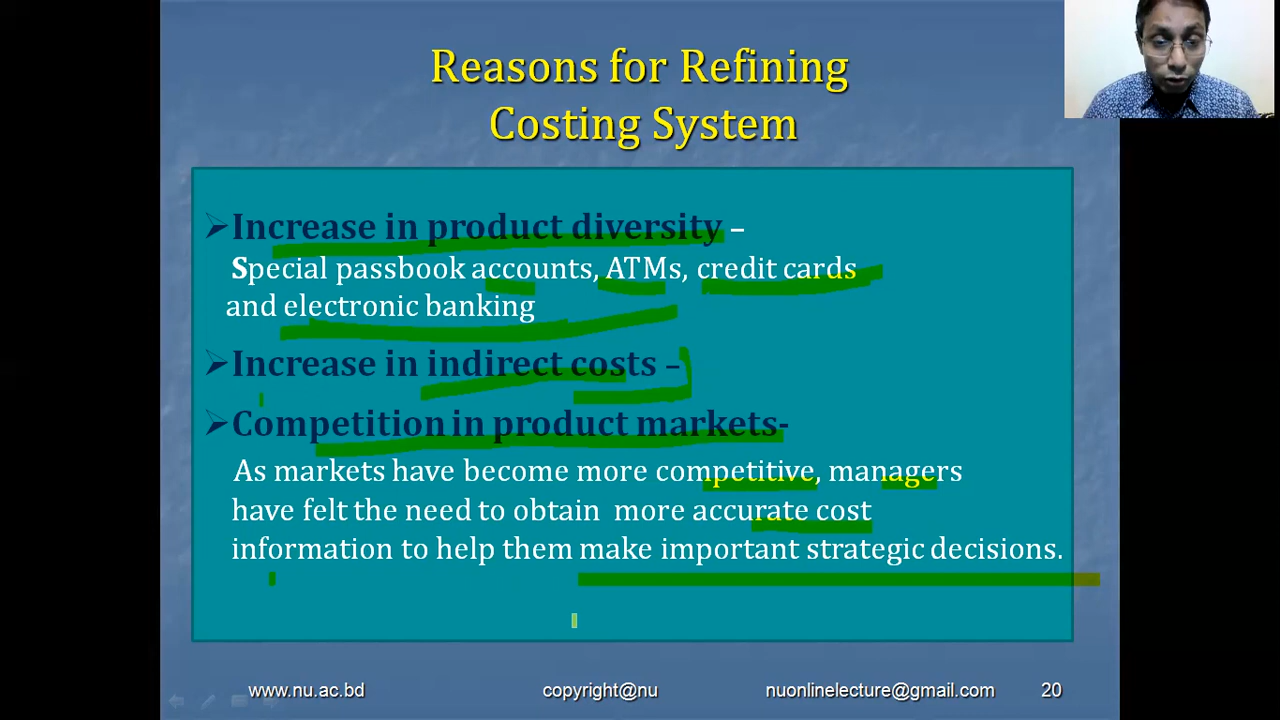 Reasons for Refining
Costing System
➢Increase in product diversity –
Special passbook accounts, ATMs, credit cards
and electronic banking
➢Increase in indirect costs –
➢Competition in product markets-
As markets have become more competitive, managers
have felt the need to obtain more accurate cost
information to help them make important strategic decisions.
www.nu.ac.bd copyright@nu nuonlinelecture@gmail.com 20